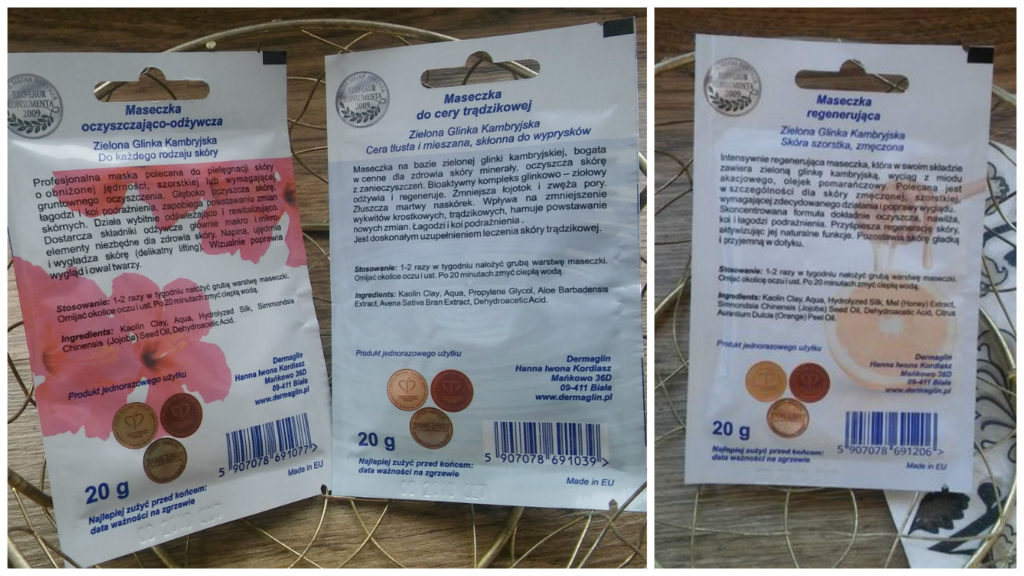 EKO-LAUR
KONSUMENTA
2009
Maseczka
oczyszczająco-odżywcza
Zielona Glinka Kambryjska
Do każdego rodzaju skóry
Profesjonalna maska polecana do pielęgnacji skóry
o obniżonej jędrności, szorstkiej lub wymagającej
gruntownego oczyszczenia. Głęboko oczyszcza skórę,
łagodzi i koi podrażnienia, zapobiega powstawaniu zmian
skórnych. Działa wybitnie odświeżająco i rewitalizująco.
Dostarcza składniki odżywcze głównie makro i mikro-
elementy niezbędne dla zdrowia skóry. Napina, ujędrnia
i wygładza skórę (delikatny lifting). Wizualnie poprawia
wygląd i owal twarzy.
Stosowanie: 1-2 razy w tygodniu nałożyć grubą warstwę maseczki.
Omijać okolice oczu i ust. Po 20 minutach zmyć ciepłą wodą.
Ingredients: Kaolin Clay, Aqua, Hydrolyzed Silk, Simmondsia
Chinensis (Jojoba) Seed Oil, Dehydroacetic Acid.
Produkt jednorazowego użytku
Dermaglin
Hanna Iwona Kordiasz
Mańkowo 36D
09-411 Biała
www.dermaglin.pl
20 g
5 907078 691077 >
Najlepiej zużyć przed końcem:
data ważności na zgrzewie
Made in EU
EKO-LAUR
KONSUMENTA
2009
Maseczka
do cery trądzikowej
Zielona Glinka Kambryjska
Cera tłusta i mieszana, skłonna do wyprysków
Maseczka na bazie zielonej glinki kambryjskiej, bogata
w cenne dla zdrowia skóry minerały, oczyszcza skórę
z zanieczyszczeń. Bioaktywny kompleks glinkowo – ziołowy
odżywia i regeneruje. Zmniejsza łojotok i zwęża pory.
Złuszcza martwy naskórek. Wpływa na zmniejszenie
wykwitów krostkowych, trądzikowych, hamuje powstawanie
nowych zmian. Łagodzi i koi podrażnienia .
Jest doskonałym uzupełnieniem leczenia skóry trądzikowej.
Stosowanie: 1-2 razy w tygodniu nałożyć grubą warstwę maseczki.
Omijać okolice oczu i ust. Po 20 minutach zmyć ciepłą wodą.
Ingredients: Kaolin Clay, Aqua, Propylene Glycol, Aloe Barbadensis
Extract, Avena Sativa Bran Extract, Dehydroacetic Acid.
Produkt jednorazowego użytku
Dermaglin
Hanna Iwona Kordiasz
Mańkowo 36D
09-411 Biała
www.dermaglin.pl
20 g
5 907078 691039 >
Najlepiej zużyć przed końcem:
data ważności na zgrzewie
Made in EU
EKO-LAUR
KONSUMENTA
2009
Maseczka
regenerująca
Zielona Glinka Kambryjska
Skóra szorstka, zmęczona
Intensywnie regenerująca maseczka, która w swoim składzie
zawiera zieloną glinkę kambryjską, wyciąg z miodu
akacjowego, olejek pomarańczowy. Polecana jest
w szczególności dla skóry zmęczonej, szorstkiej,
wymagającej zdecydowanego działania i poprawy wyglądu.
Skoncentrowana formuła dokładnie oczyszcza, nawilża,
koi i łagodzi podrażnienia. Przyśpiesza regenerację skóry,
aktywizując jej naturalne funkcje. Pozostawia skórę gładką
i przyjemną w dotyku.
Stosowanie: 1-2 razy w tygodniu nałożyć grubą warstwę maseczki.
Omijać okolice oczu i ust. Po 20 minutach zmyć ciepłą wodą.
Ingredients: Kaolin Clay, Aqua, Hydrolyzed Silk, Mel (Honey) Extract,
Simmondsia Chinensis (Jojoba) Seed Oil, Dehydroacetic Acid, Citrus
Aurantium Dulcis (Orange) Peel Oil.
Produkt jednorazowego użytku
Dermaglin
Hanna Iwona Kordiasz
Mańkowo 36D
09-411 Biała
www.dermaglin.pl
20 g
5 907078 691206 >
Najlepiej zużyć przed końcem:
data ważności na zgrzewie
Made in EU